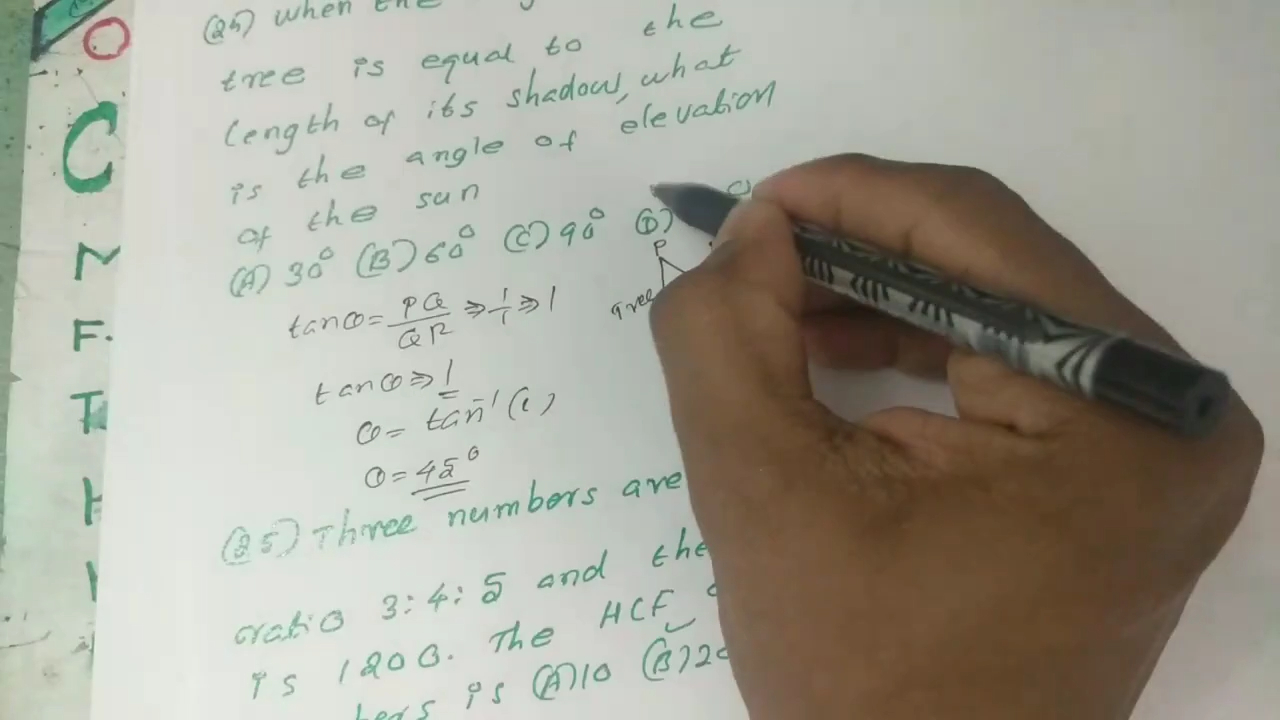 (24) When the
tree is equal to the
length of its shadow, what
is the angle of elevation
of the sun
(A) 30° (B) 60° (C) 90° (D)
P
tree
tanθ = PQ/QR ⇒ 1/1 ⇒ 1
tanθ ⇒ 1
θ = tan⁻¹(1)
θ = 45°
(25) Three numbers are
ratio 3:4:5 and the
is 1200. The HCF
is (A) 10 (B) 20
O
C
M
F.
T
H